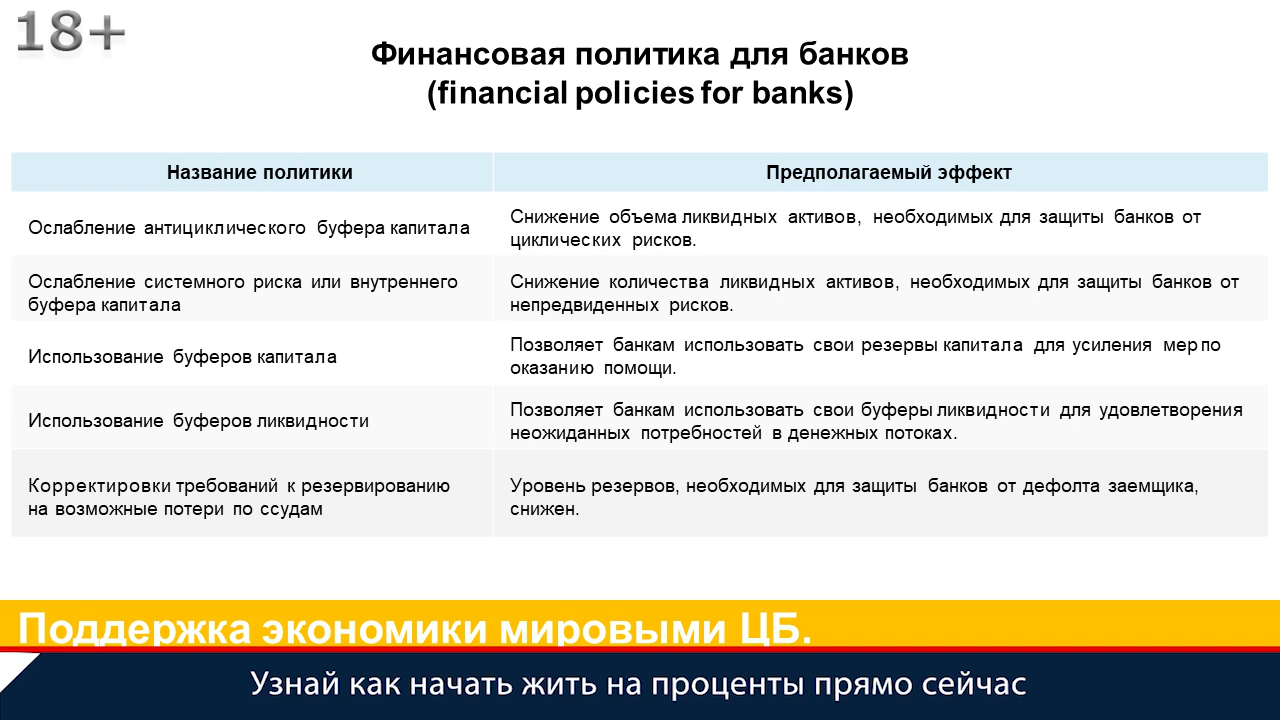 18+
Финансовая политика для банков
(financial policies for banks)
Название политики
Предполагаемый эффект
Ослабление антициклического буфера капитала
Снижение объема ликвидных активов, необходимых для защиты банков от
циклических рисков.
Ослабление системного риска или внутреннего
буфера капитала
Снижение количества ликвидных активов, необходимых для защиты банков от
непредвиденных рисков.
Использование буферов капитала
Позволяет банкам использовать свои резервы капитала для усиления мер по
оказанию помощи.
Использование буферов ликвидности
Позволяет банкам использовать свои буферы ликвидности для удовлетворения
неожиданных потребностей в денежных потоках.
Корректировки требований к резервированию
на возможные потери по ссудам
Уровень резервов, необходимых для защиты банков от дефолта заемщика,
снижен.
Поддержка экономики мировыми ЦБ.
Узнай как начать жить на проценты прямо сейчас